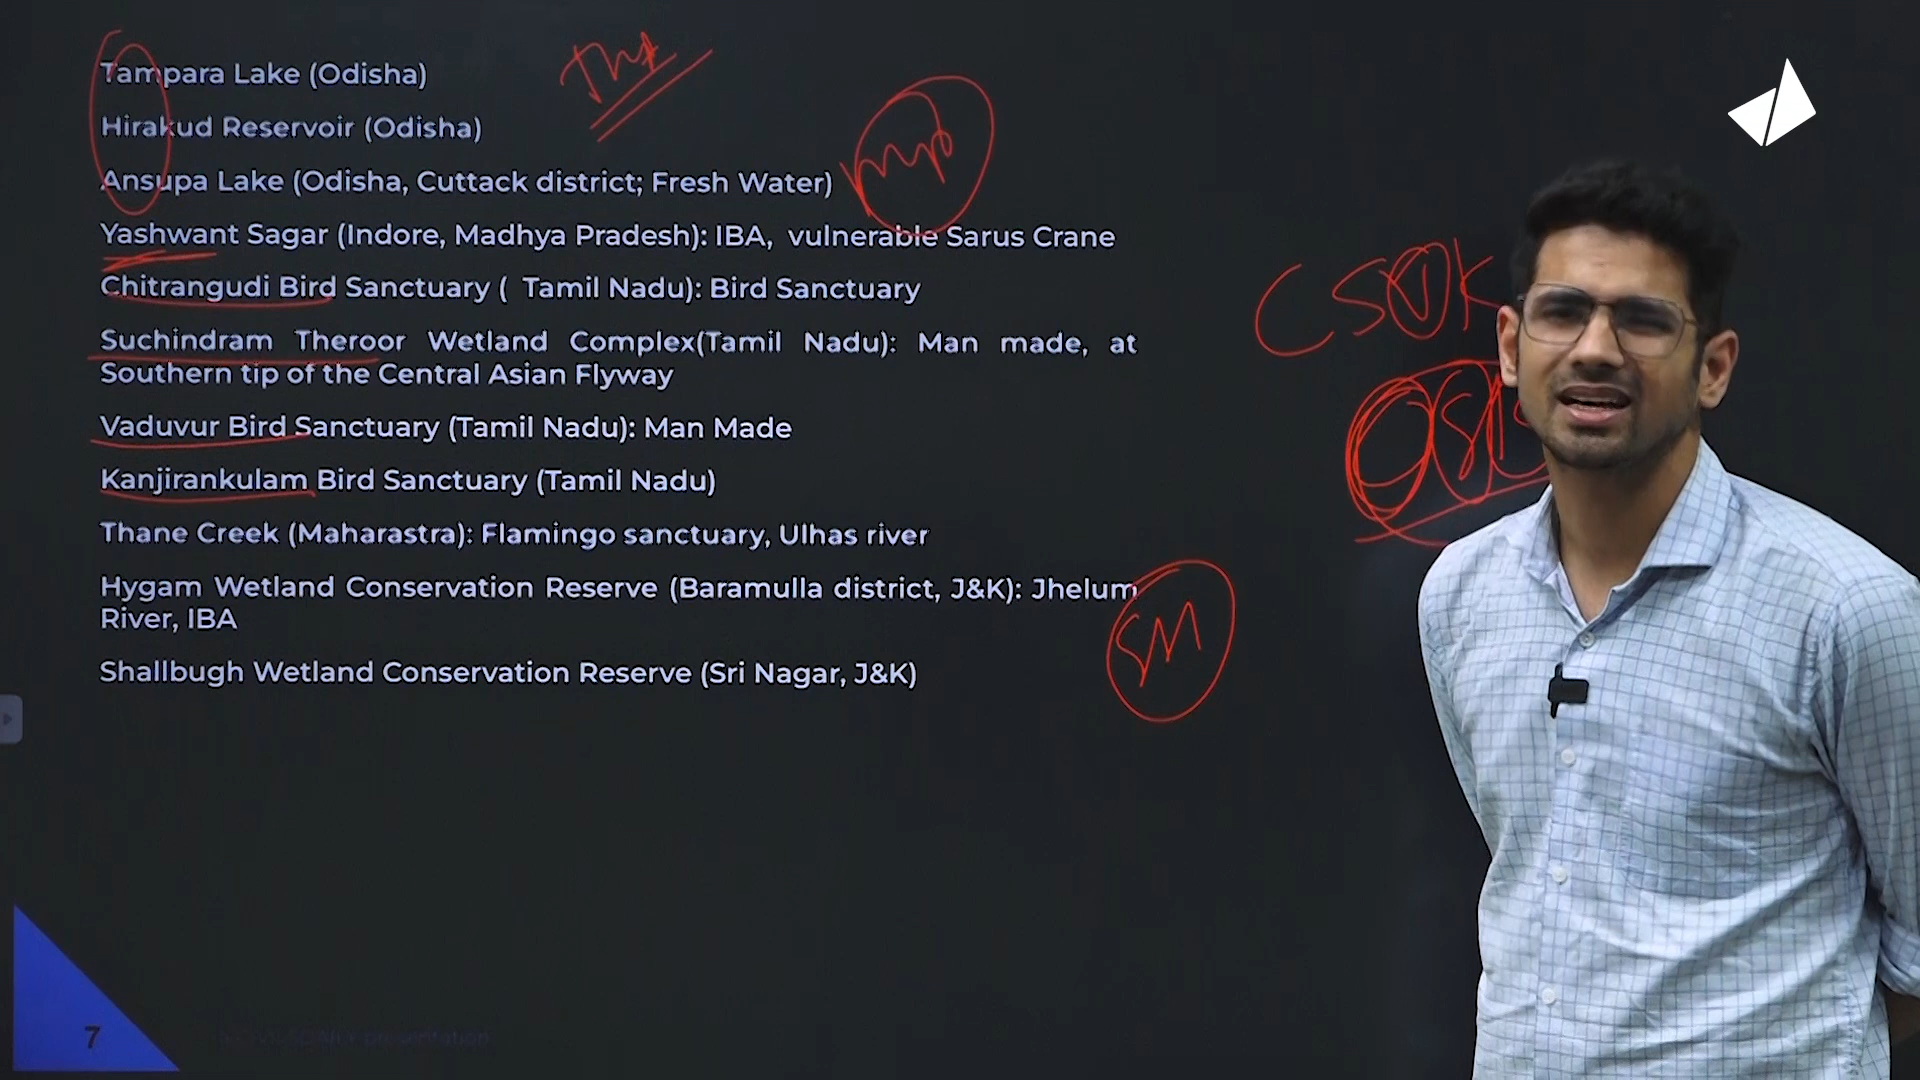 Tampara Lake (Odisha)
Hirakud Reservoir (Odisha)
Ansupa Lake (Odisha, Cuttack district; Fresh Water)
Yashwant Sagar (Indore, Madhya Pradesh): IBA, vulnerable Sarus Crane
Chitrangudi Bird Sanctuary ( Tamil Nadu): Bird Sanctuary
Suchindram Theroor Wetland Complex(Tamil Nadu): Man made, at
Southern tip of the Central Asian Flyway
Vaduvur Bird Sanctuary (Tamil Nadu): Man Made
Kanjirankulam Bird Sanctuary (Tamil Nadu)
Thane Creek (Maharastra): Flamingo sanctuary, Ulhas river
Hygam Wetland Conservation Reserve (Baramulla district, J&K): Jhelum
River, IBA
Shallbugh Wetland Conservation Reserve (Sri Nagar, J&K)
THA
mp
CSVK
SM
7